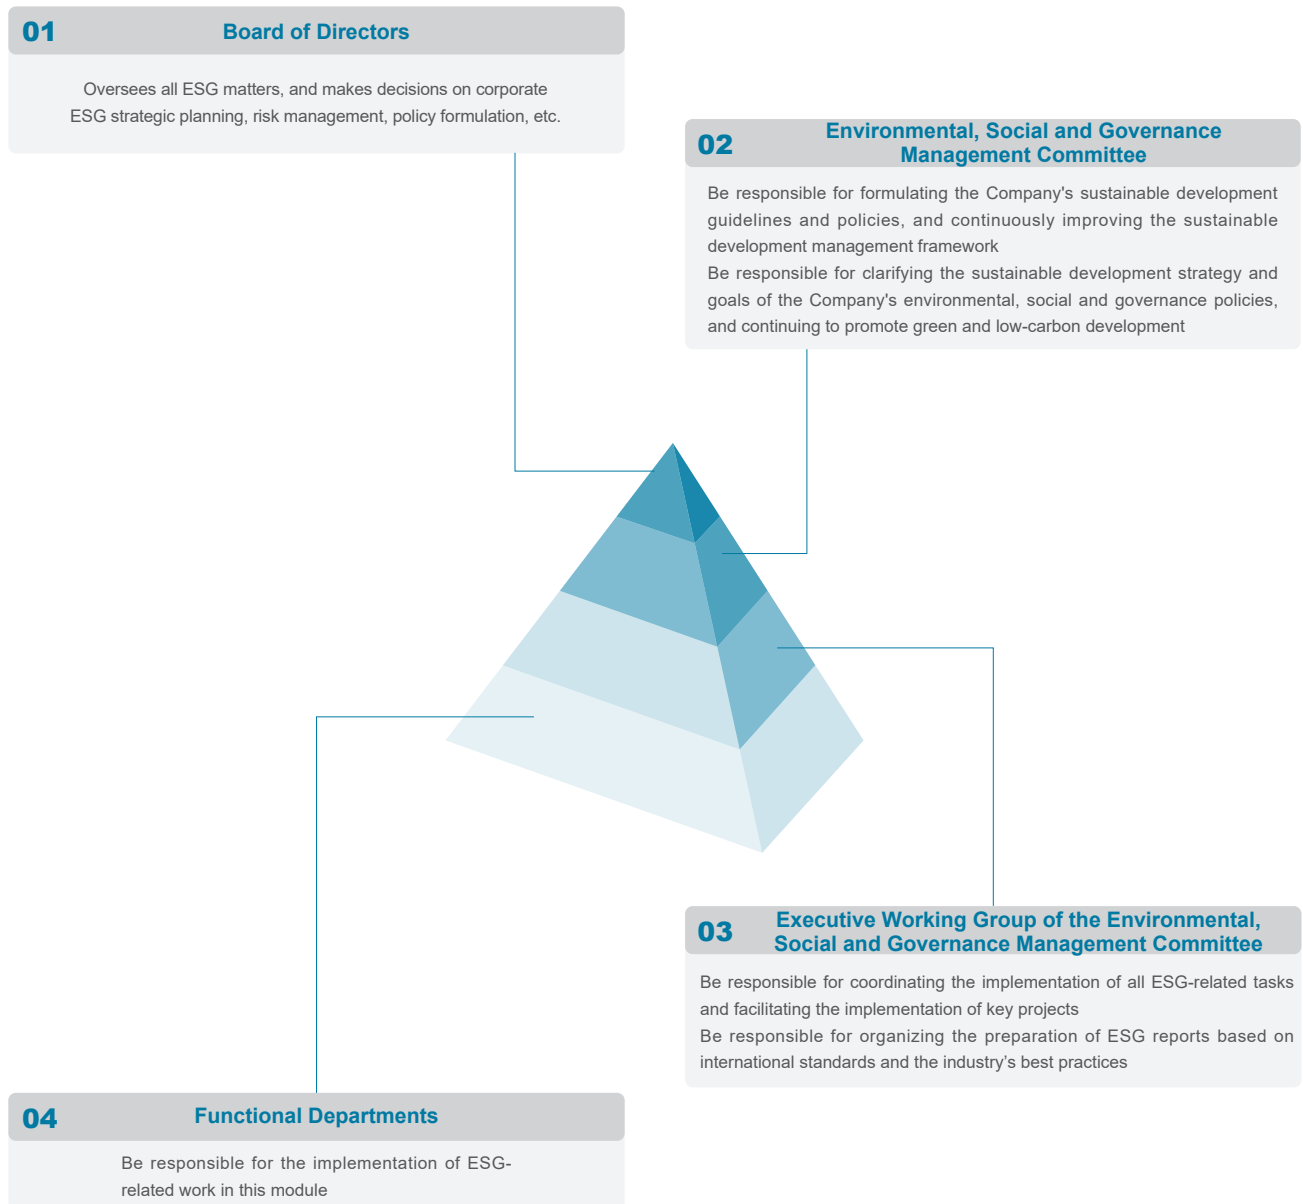 01
Board of Directors
Oversees all ESG matters, and makes decisions on corporate
ESG strategic planning, risk management, policy formulation, etc.
02
Environmental, Social and Governance
Management Committee
Be responsible for formulating the Company's sustainable development
guidelines and policies, and continuously improving the sustainable
development management framework
Be responsible for clarifying the sustainable development strategy and
goals of the Company's environmental, social and governance policies,
and continuing to promote green and low-carbon development
03
Executive Working Group of the Environmental,
Social and Governance Management Committee
Be responsible for coordinating the implementation of all ESG-related tasks
and facilitating the implementation of key projects
Be responsible for organizing the preparation of ESG reports based on
international standards and the industry’s best practices
04
Functional Departments
Be responsible for the implementation of ESG-
related work in this module